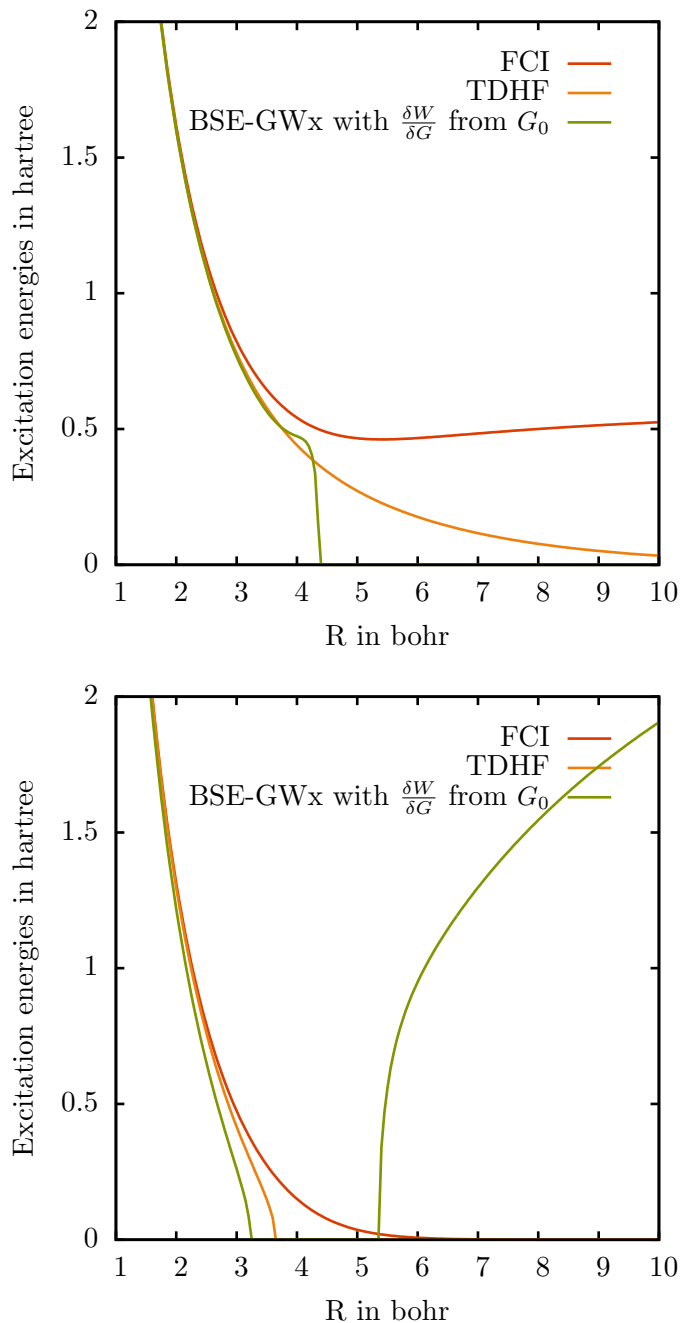 2
1.5
1
0.5
0
Excitation energies in hartree
FCI
TDHF
BSE-GWx with δW/δG from G₀
1 2 3 4 5 6 7 8 9 10
R in bohr
2
1.5
1
0.5
0
Excitation energies in hartree
FCI
TDHF
BSE-GWx with δW/δG from G₀
1 2 3 4 5 6 7 8 9 10
R in bohr